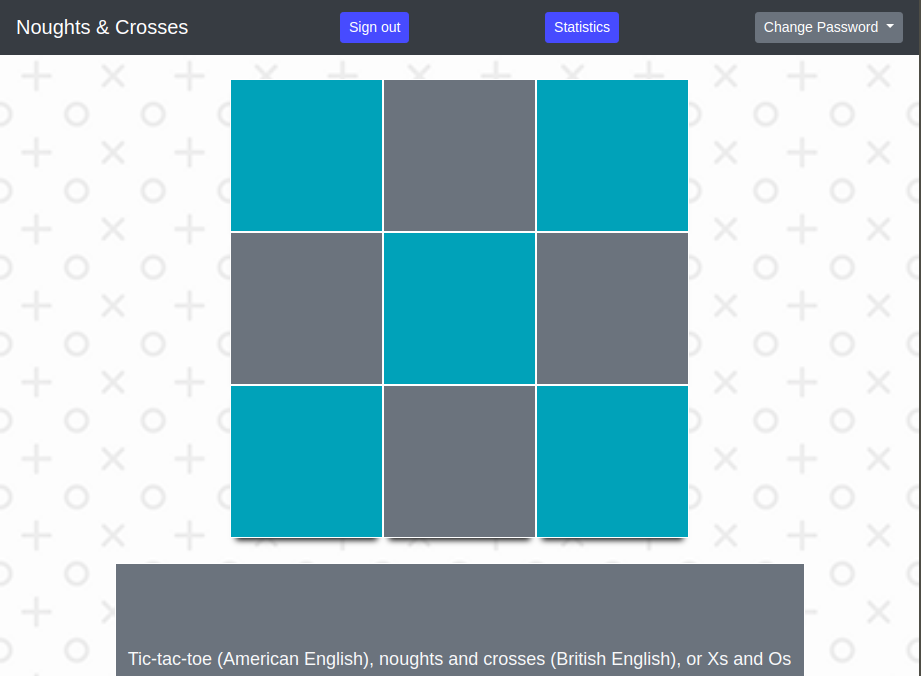 Noughts & Crosses
Sign out
Statistics
Change Password
Tic-tac-toe (American English), noughts and crosses (British English), or Xs and Os